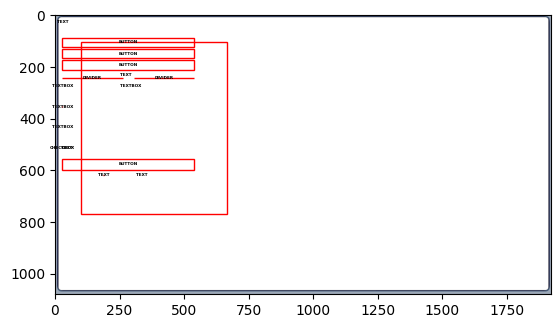 TEXT
BUTTON
BUTTON
BUTTON
TEXT
DIVIDER DIVIDER
TEXTBOX TEXTBOX
TEXTBOX
TEXTBOX
BUTTON
TEXT TEXT
0
200
400
600
800
1000
0 250 500 750 1000 1250 1500 1750